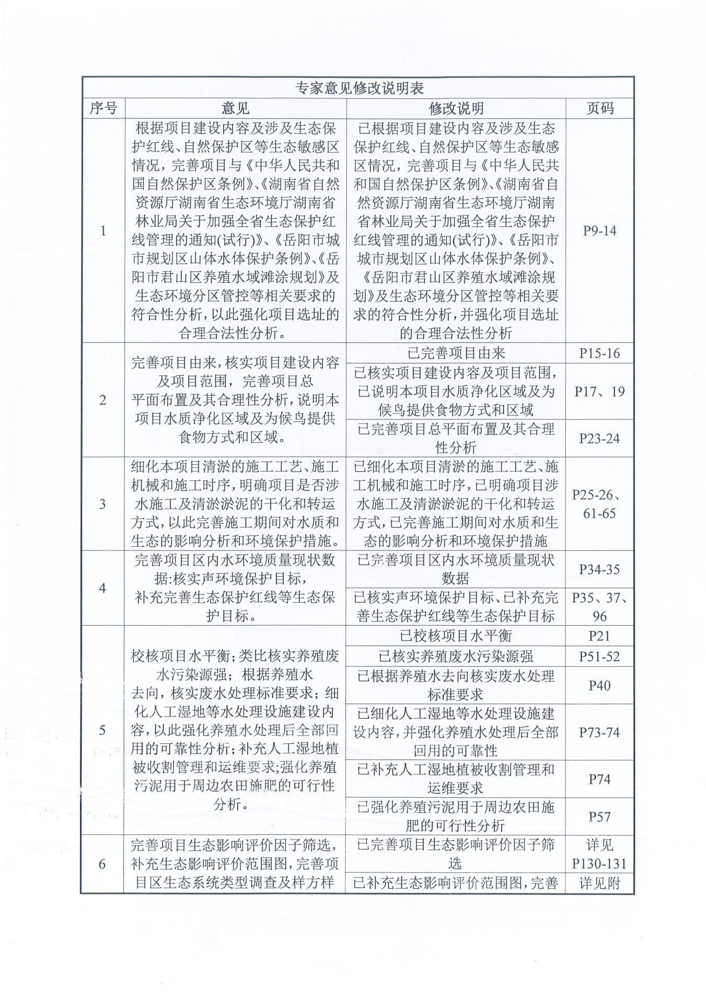 专家意见修改说明表
序号
意见
修改说明
页码
1
根据项目建设内容及涉及生态保
护红线、自然保护区等生态敏感区
情况，完善项目与《中华人民共和
国自然保护区条例》、《湖南省自然
资源厅湖南省生态环境厅湖南省
林业局关于加强全省生态保护红
线管理的通知(试行)》、《岳阳市城
市规划区山体水体保护条例》、《岳
阳市君山区养殖水域滩涂规划》及
生态环境分区管控等相关要求的
符合性分析，以此强化项目选址的
合理合法性分析。
已根据项目建设内容及涉及生态
保护红线、自然保护区等生态敏感
区情况，完善项目与《中华人民共
和国自然保护区条例》、《湖南省自
然资源厅湖南省生态环境厅湖南
省林业局关于加强全省生态保护
红线管理的通知(试行)》、《岳阳市
城市规划区山体水体保护条例》、
《岳阳市君山区养殖水域滩涂规
划》及生态环境分区管控等相关要
求的符合性分析，并强化项目选址
的合理合法性分析
P9-14
2
完善项目由来，核实项目建设内容
及项目范围，完善项目总
平面布置及其合理性分析，说明本
项目水质净化区域及为候鸟提供
食物方式和区域。
已完善项目由来
P15-16
已核实项目建设内容及项目范围，
已说明本项目水质净化区域及为
候鸟提供食物方式和区域
P17、19
已完善项目总平面布置及其合理
性分析
P23-24
3
细化本项目清淤的施工工艺、施工
机械和施工时序，明确项目是否涉
水施工及清淤淤泥的干化和转运
方式，以此完善施工期间对水质和
生态的影响分析和环境保护措施。
已细化本项目清淤的施工工艺、施
工机械和施工时序，已明确项目涉
水施工及清淤淤泥的干化和转运
方式，已完善施工期间对水质和生
态的影响分析和环境保护措施
P25-26、
61-65
4
完善项目区内水环境质量现状数
据:核实声环境保护目标，
补充完善生态保护红线等生态保
护目标。
已完善项目区内水环境质量现状
数据
P34-35
已核实声环境保护目标、已补充完
善生态保护红线等生态保护目标
P35、37、
96
5
校核项目水平衡；类比核实养殖废
水污染源强；根据养殖水
去向，核实废水处理标准要求；细
化人工湿地等水处理设施建设内
容，以此强化养殖水处理后全部回
用的可靠性分析；补充人工湿地植
被收割管理和运维要求;强化养殖
污泥用于周边农田施肥的可行性
分析。
已校核项目水平衡
P21
已核实养殖废水污染源强
P51-52
已根据养殖水去向核实废水处理
标准要求
P40
已细化人工湿地等水处理设施建
设内容，并强化养殖水处理后全部
回用的可靠性
P73-74
已补充人工湿地植被收割管理和
运维要求
P74
已强化养殖污泥用于周边农田施
肥的可行性分析
P57
6
完善项目生态影响评价因子筛选，
补充生态影响评价范围图，完善项
目区生态系统类型调查及样方样
已完善项目生态影响评价因子筛
选
详见
P130-131
已补充生态影响评价范围图，完善
详见附